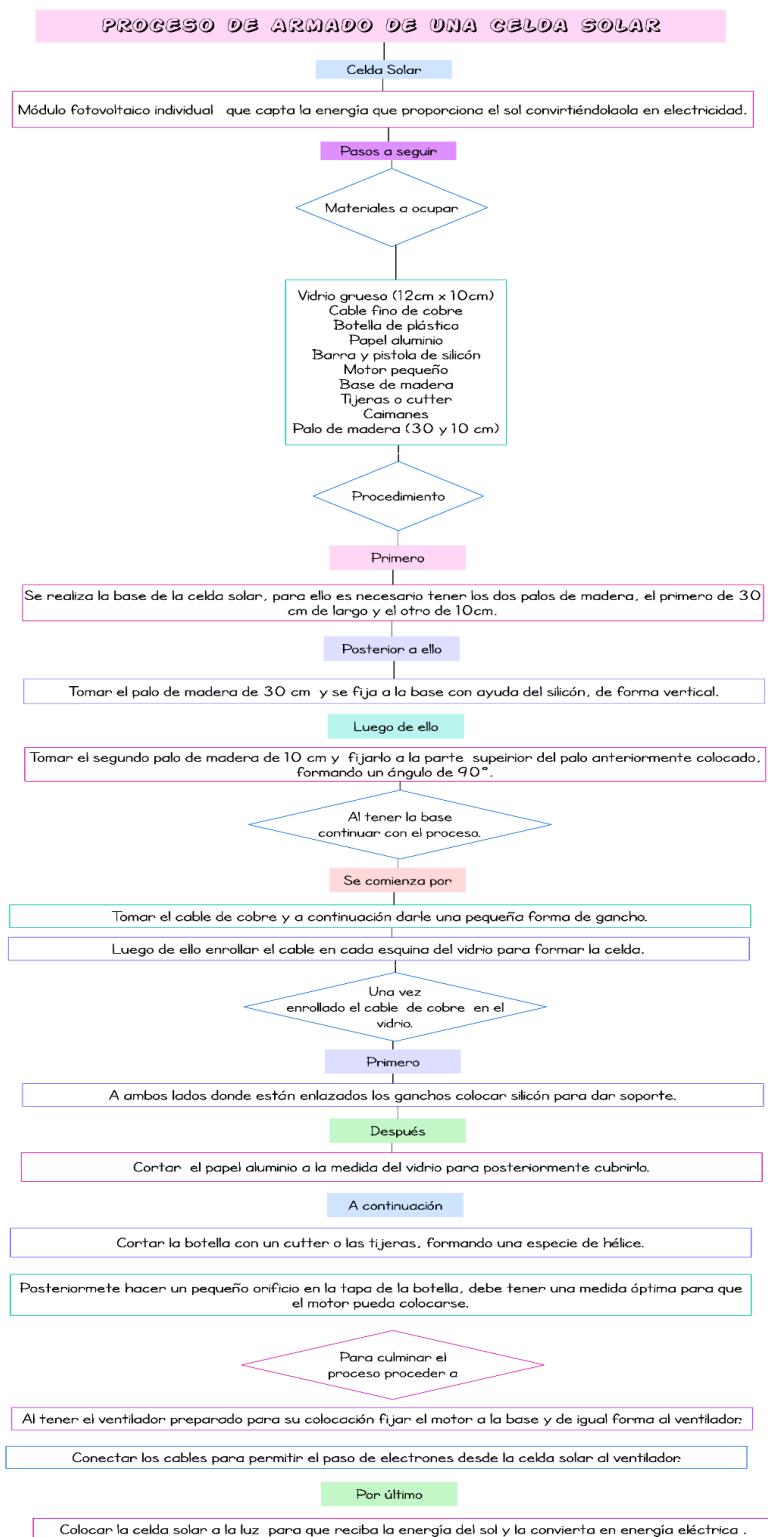 PROCESO DE ARMADO DE UNA CELDA SOLAR
Celda Solar
Módulo fotovoltaico individual que capta la energía que proporciona el sol convirtiéndolaola en electricidad.
Pasos a seguir
Materiales a ocupar
Vidrio grueso (12cm x 10cm)
Cable fino de cobre
Botella de plástico
Papel aluminio
Barra y pistola de silicón
Motor pequeño
Base de madera
Tijeras o cutter
Caimanes
Palo de madera (30 y 10 cm)
Procedimiento
Primero
Se realiza la base de la celda solar, para ello es necesario tener los dos palos de madera, el primero de 30
cm de largo y el otro de 10cm.
Posterior a ello
Tomar el palo de madera de 30 cm y se fija a la base con ayuda del silicón, de forma vertical.
Luego de ello
Tomar el segundo palo de madera de 10 cm y fijarlo a la parte supeirior del palo anteriormente colocado,
formando un ángulo de 90°.
Al tener la base
continuar con el proceso.
Se comienza por
Tomar el cable de cobre y a continuación darle una pequeña forma de gancho.
Luego de ello enrollar el cable en cada esquina del vidrio para formar la celda.
Una vez
enrollado el cable de cobre en el
vidrio.
Primero
A ambos lados donde están enlazados los ganchos colocar silicón para dar soporte.
Después
Cortar el papel aluminio a la medida del vidrio para posteriormente cubrirlo.
A continuación
Cortar la botella con un cutter o las tijeras, formando una especie de hélice.
Posteriormete hacer un pequeño orificio en la tapa de la botella, debe tener una medida óptima para que
el motor pueda colocarse.
Para culminar el
proceso proceder a
Al tener el ventilador preparado para su colocación fijar el motor a la base y de igual forma al ventilador.
Conectar los cables para permitir el paso de electrones desde la celda solar al ventilador.
Por último
Colocar la celda solar a la luz para que reciba la energía del sol y la convierta en energía eléctrica .